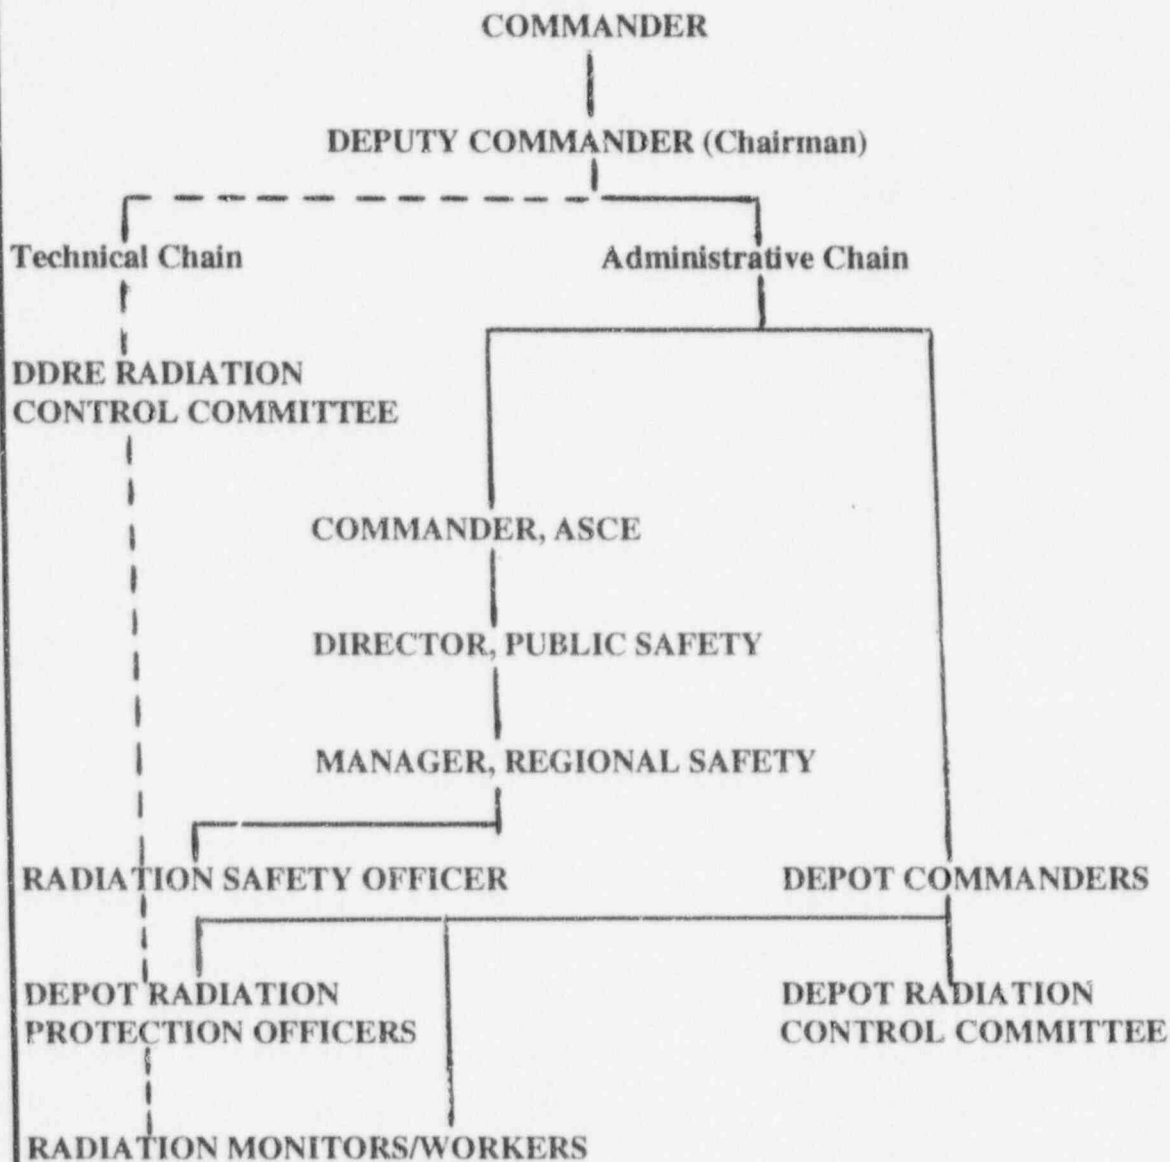 COMMANDER
DEPUTY COMMANDER (Chairman)
Technical Chain
Administrative Chain
DDRE RADIATION
CONTROL COMMITTEE
COMMANDER, ASCE
DIRECTOR, PUBLIC SAFETY
MANAGER, REGIONAL SAFETY
RADIATION SAFETY OFFICER
DEPOT COMMANDERS
DEPOT RADIATION
PROTECTION OFFICERS
DEPOT RADIATION
CONTROL COMMITTEE
RADIATION MONITORS/WORKERS